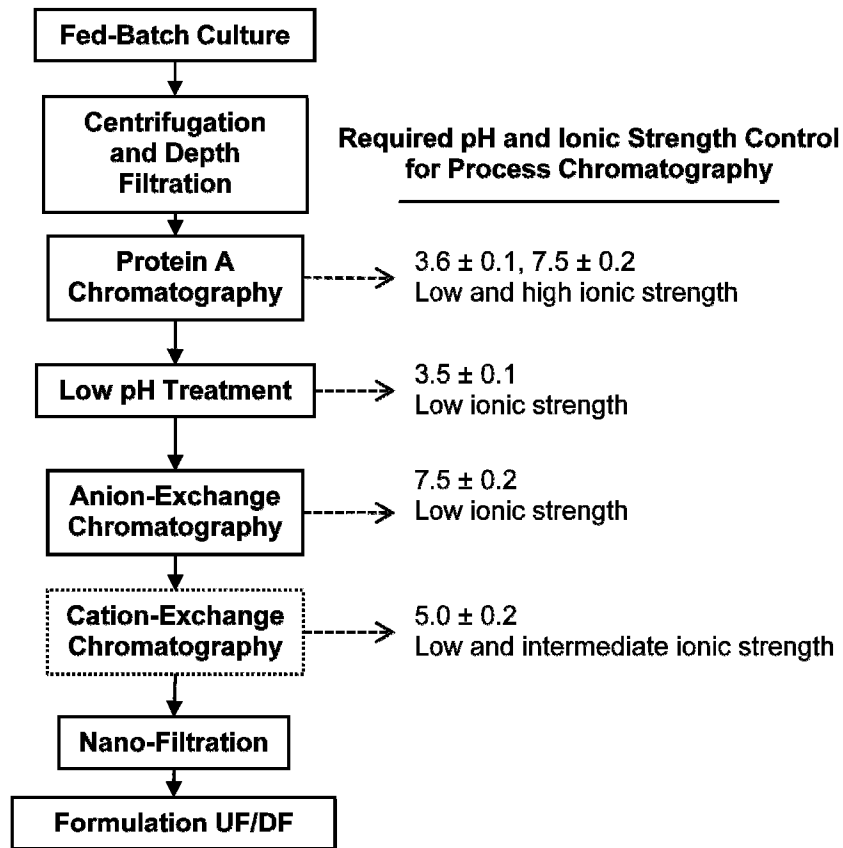 Fed-Batch Culture
Centrifugation
and Depth
Filtration
Required pH and Ionic Strength Control
for Process Chromatography
Protein A
Chromatography
3.6 ± 0.1, 7.5 ± 0.2
Low and high ionic strength
Low pH Treatment
3.5 ± 0.1
Low ionic strength
Anion-Exchange
Chromatography
7.5 ± 0.2
Low ionic strength
Cation-Exchange
Chromatography
5.0 ± 0.2
Low and intermediate ionic strength
Nano-Filtration
Formulation UF/DF